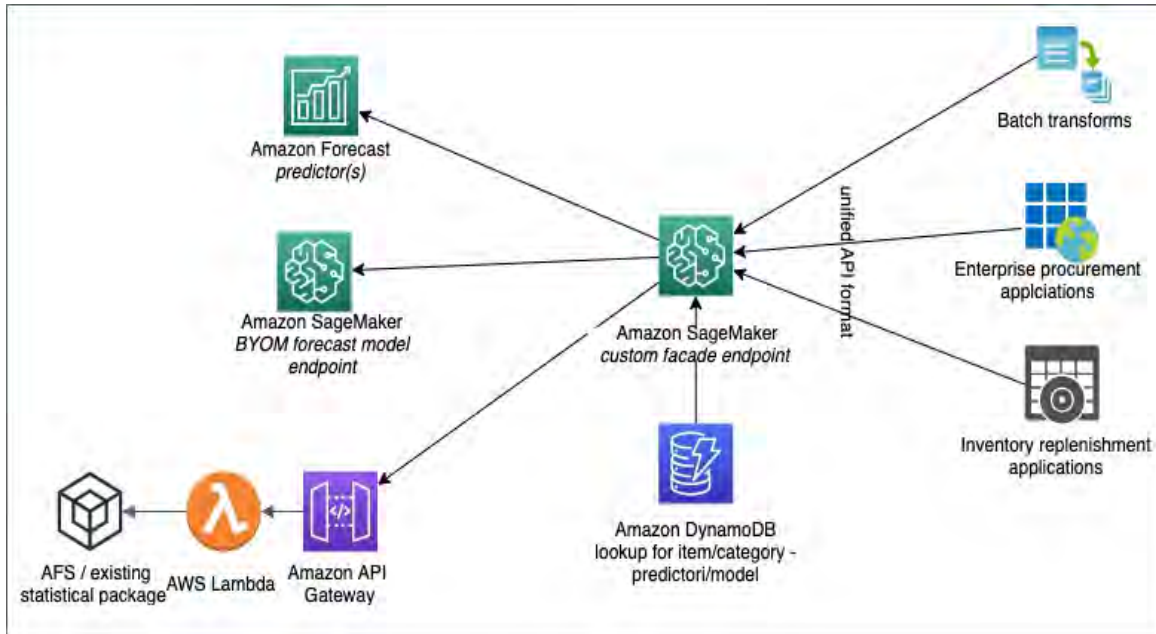 Batch transforms
Amazon Forecast
predictor(s)
unified API format
Enterprise procurement
applciations
Amazon SageMaker
BYOM forecast model
endpoint
Amazon SageMaker
custom facade endpoint
Inventory replenishment
applications
Amazon DynamoDB
lookup for item/category -
predictori/model
</>
AFS / existing
statistical package
AWS Lambda
Amazon API
Gateway